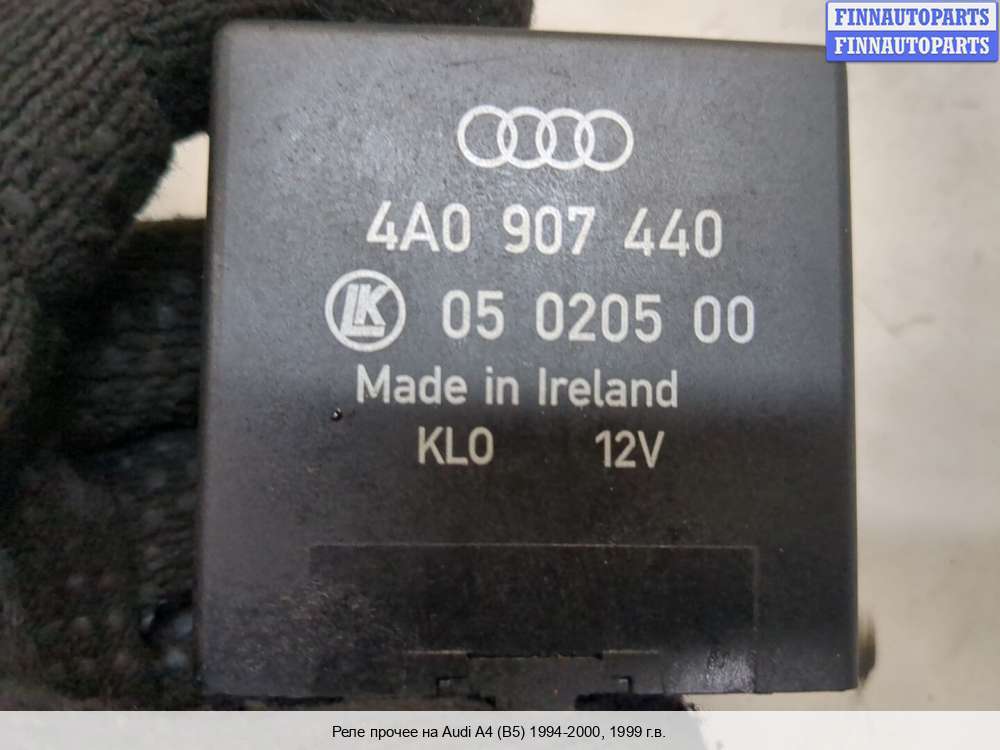 FINNAUTOPARTS
FINNAUTOPARTS
4A0 907 440
LK 05 0205 00
Made in Ireland
KLO 12V
Реле прочее на Audi A4 (B5) 1994-2000, 1999 г.в.